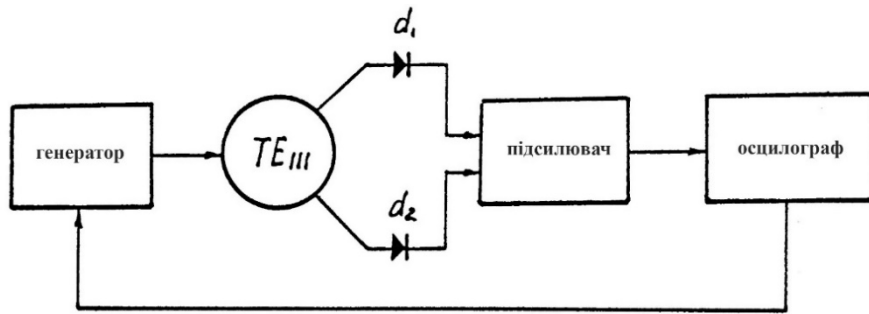 d₁
генератор
TE₁₁₁
підсилювач
осцилограф
d₂